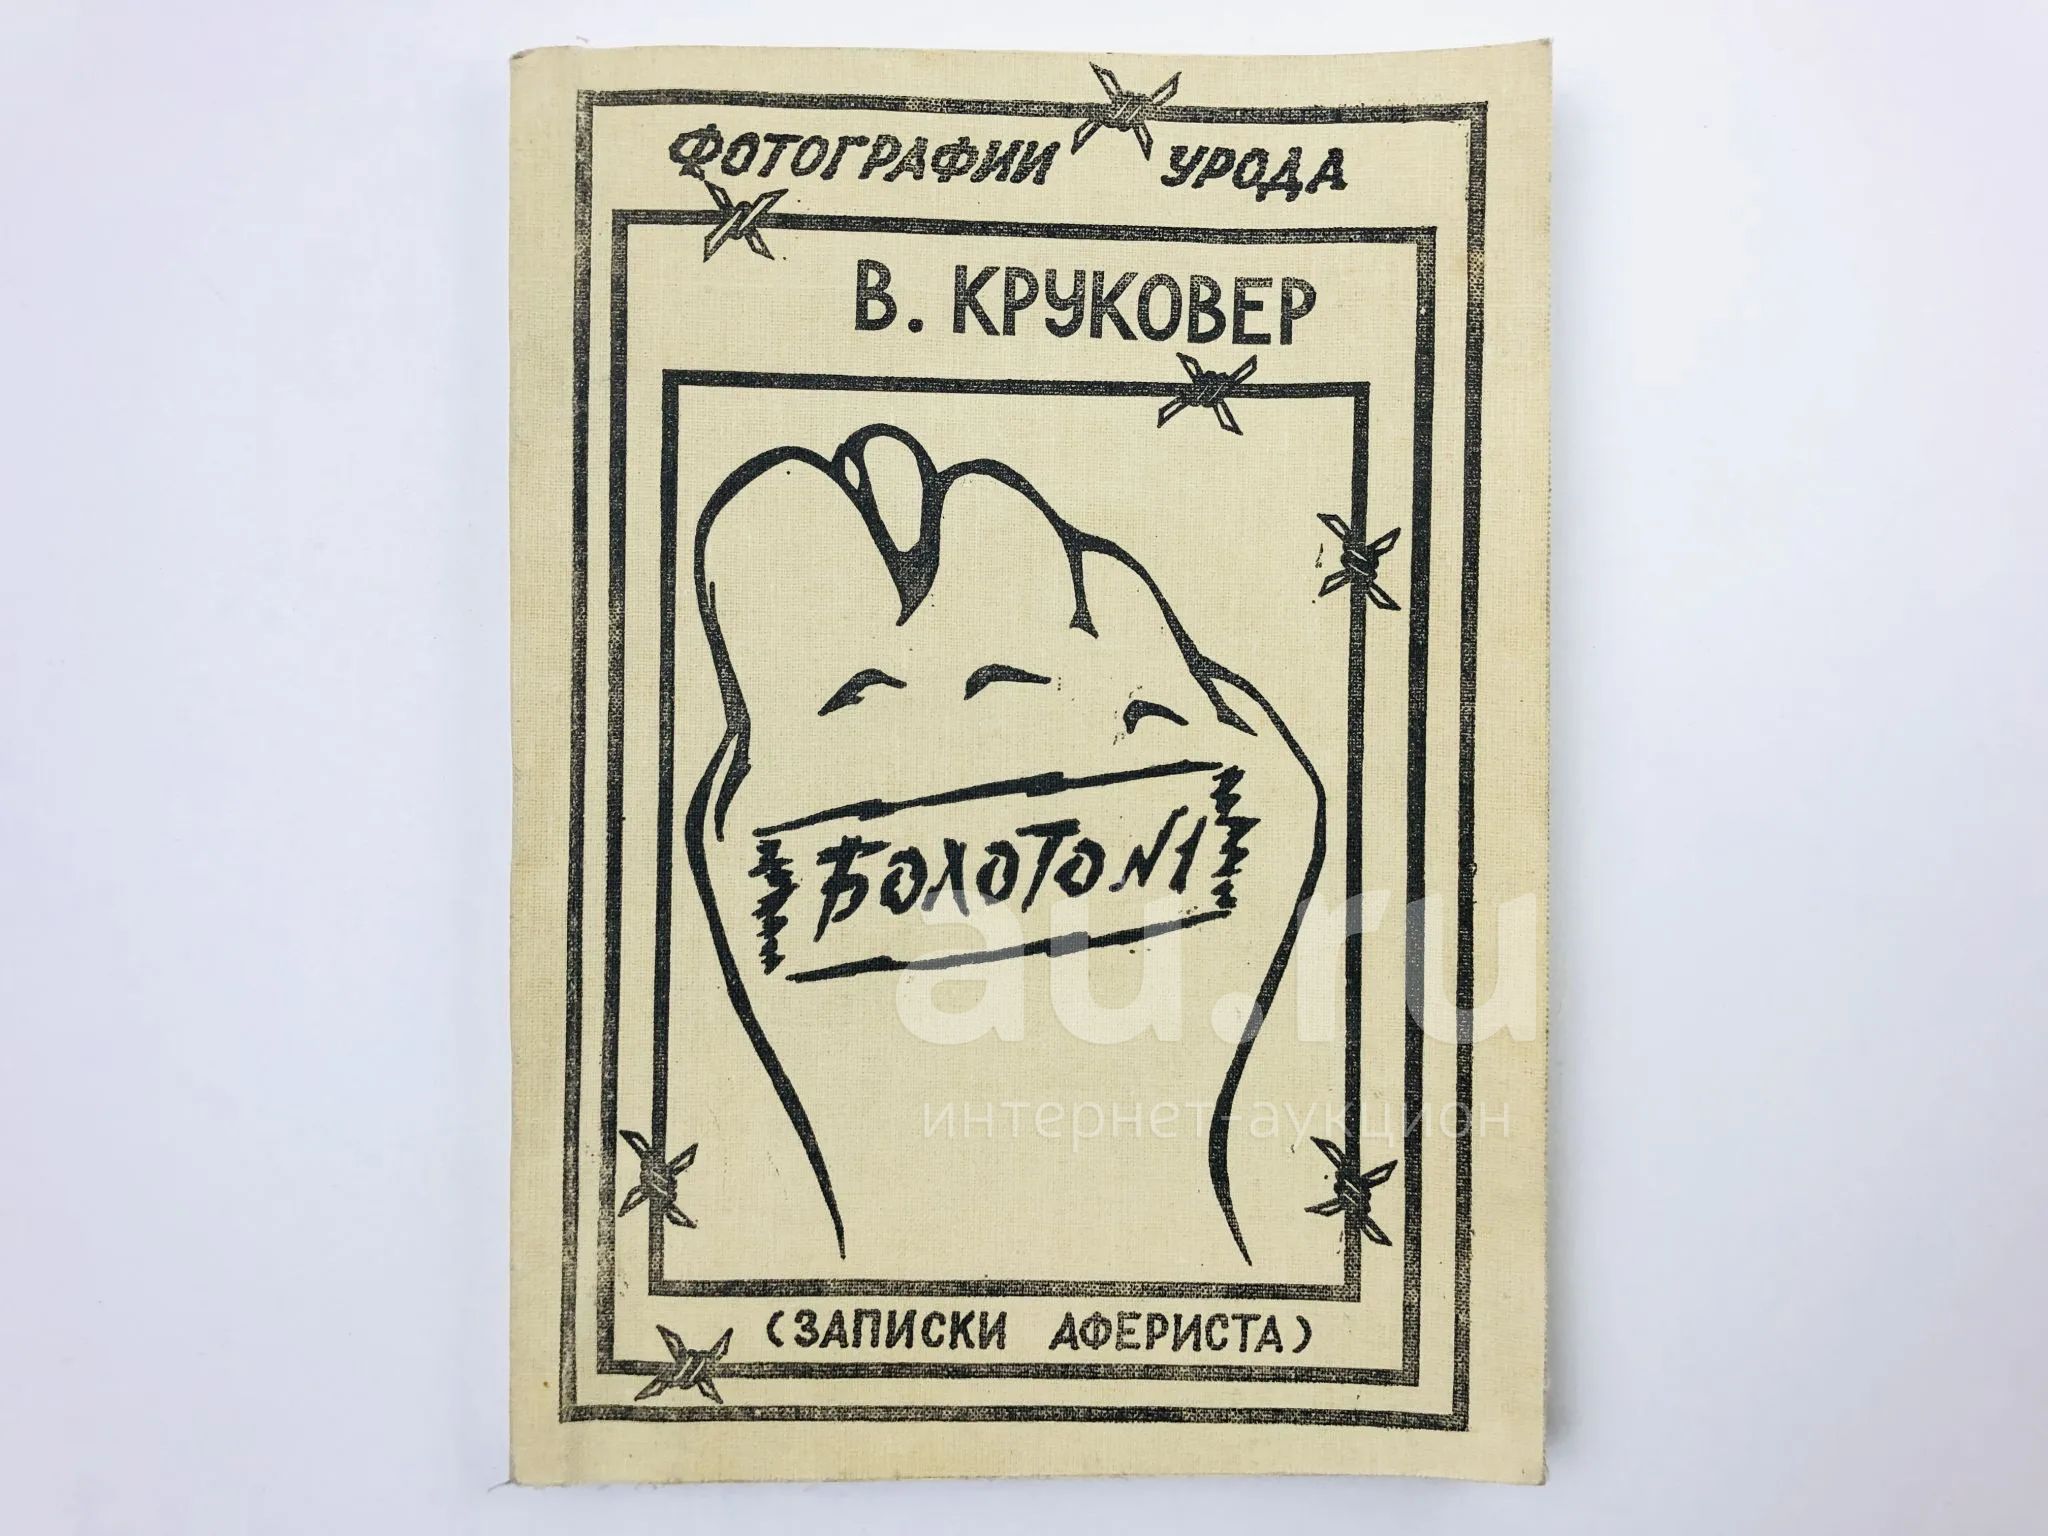 ФОТОГРАФИИ УРОДА
В. КРУКОВЕР
БОЛОТО №1
(ЗАПИСКИ АФЕРИСТА)
au.ru
интернет-аукцион